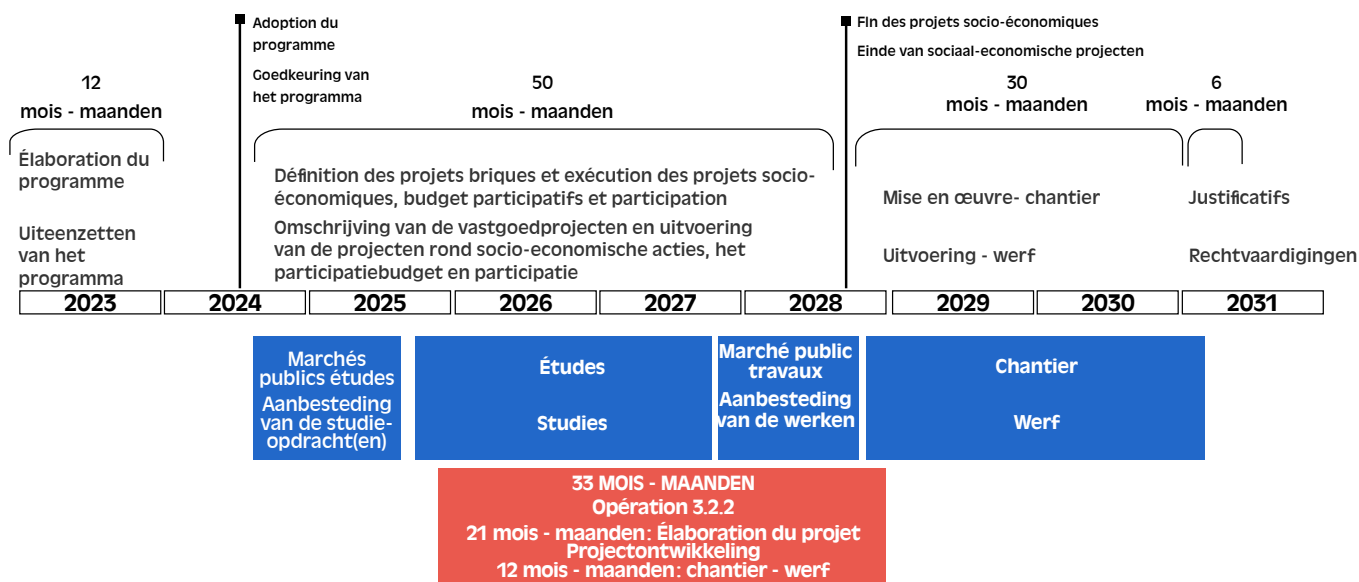 Adoption du
programme
Goedkeuring van
het programma
Fin des projets socio-économiques
Einde van sociaal-economische projecten
12
mois - maanden
50
mois - maanden
30
mois - maanden
6
mois - maanden
Élaboration du
programme
Uiteenzetten
van het
programma
Définition des projets briques et exécution des projets socio-
économiques, budget participatifs et participation
Omschrijving van de vastgoedprojecten en uitvoering
van de projecten rond socio-economische acties, het
participatiebudget en participatie
Mise en œuvre- chantier
Uitvoering - werf
Justificatifs
Rechtvaardigingen
2023
2024
2025
2026
2027
2028
2029
2030
2031
Marchés
publics études
Aanbesteding
van de studie-
opdracht(en)
Études
Studies
Marché public
travaux
Aanbesteding
van de werken
Chantier
Werf
33 MOIS - MAANDEN
Opération 3.2.2
21 mois - maanden: Élaboration du projet
Projectontwikkeling
12 mois - maanden: chantier - werf